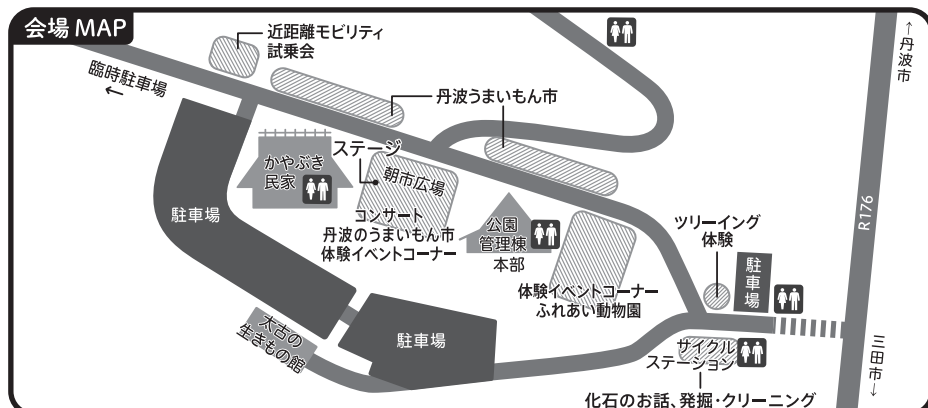 会場 MAP
近距離モビリティ
試乗会
臨時駐車場
←
丹波うまいもん市
↑丹波市
R176
三田市↓
かやぶき
民家
ステージ
朝市広場
コンサート
丹波のうまいもん市
体験イベントコーナー
駐車場
公園
管理棟
本部
体験イベントコーナー
ふれあい動物園
ツリーイング
体験
駐車場
太古の
生きもの館
駐車場
サイクル
ステーション
化石のお話、発掘・クリーニング